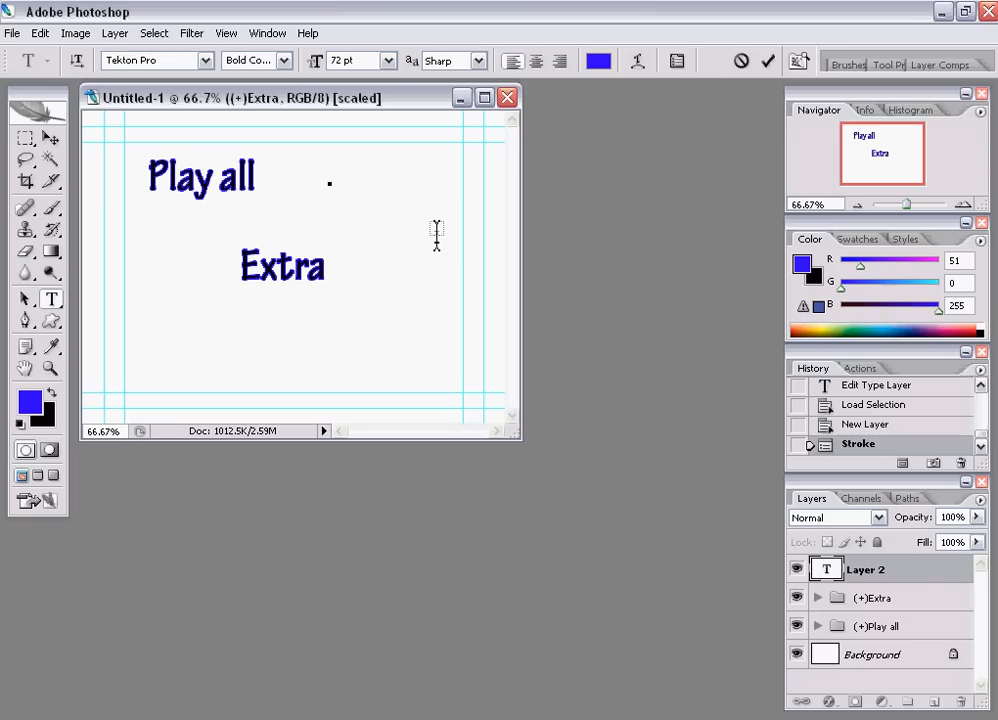 Adobe Photoshop
File Edit Image Layer Select Filter View Window Help
T T Tekton Pro Bold Co... T 72 pt aa Sharp Brushes Tool Pr Layer Comps
Untitled-1 @ 66.7% ((+)Extra, RGB/8) [scaled]
Play all
Extra
66.67% Doc: 1012.5K/2.59M
T
Navigator Info Histogram
Play all
Extra
66.67%
Color Swatches Styles
R 51
G 0
B 255
History Actions
T Edit Type Layer
Load Selection
New Layer
Stroke
Layers Channels Paths
Normal Opacity: 100%
Lock: Fill: 100%
T Layer 2
(+)Extra
(+)Play all
Background